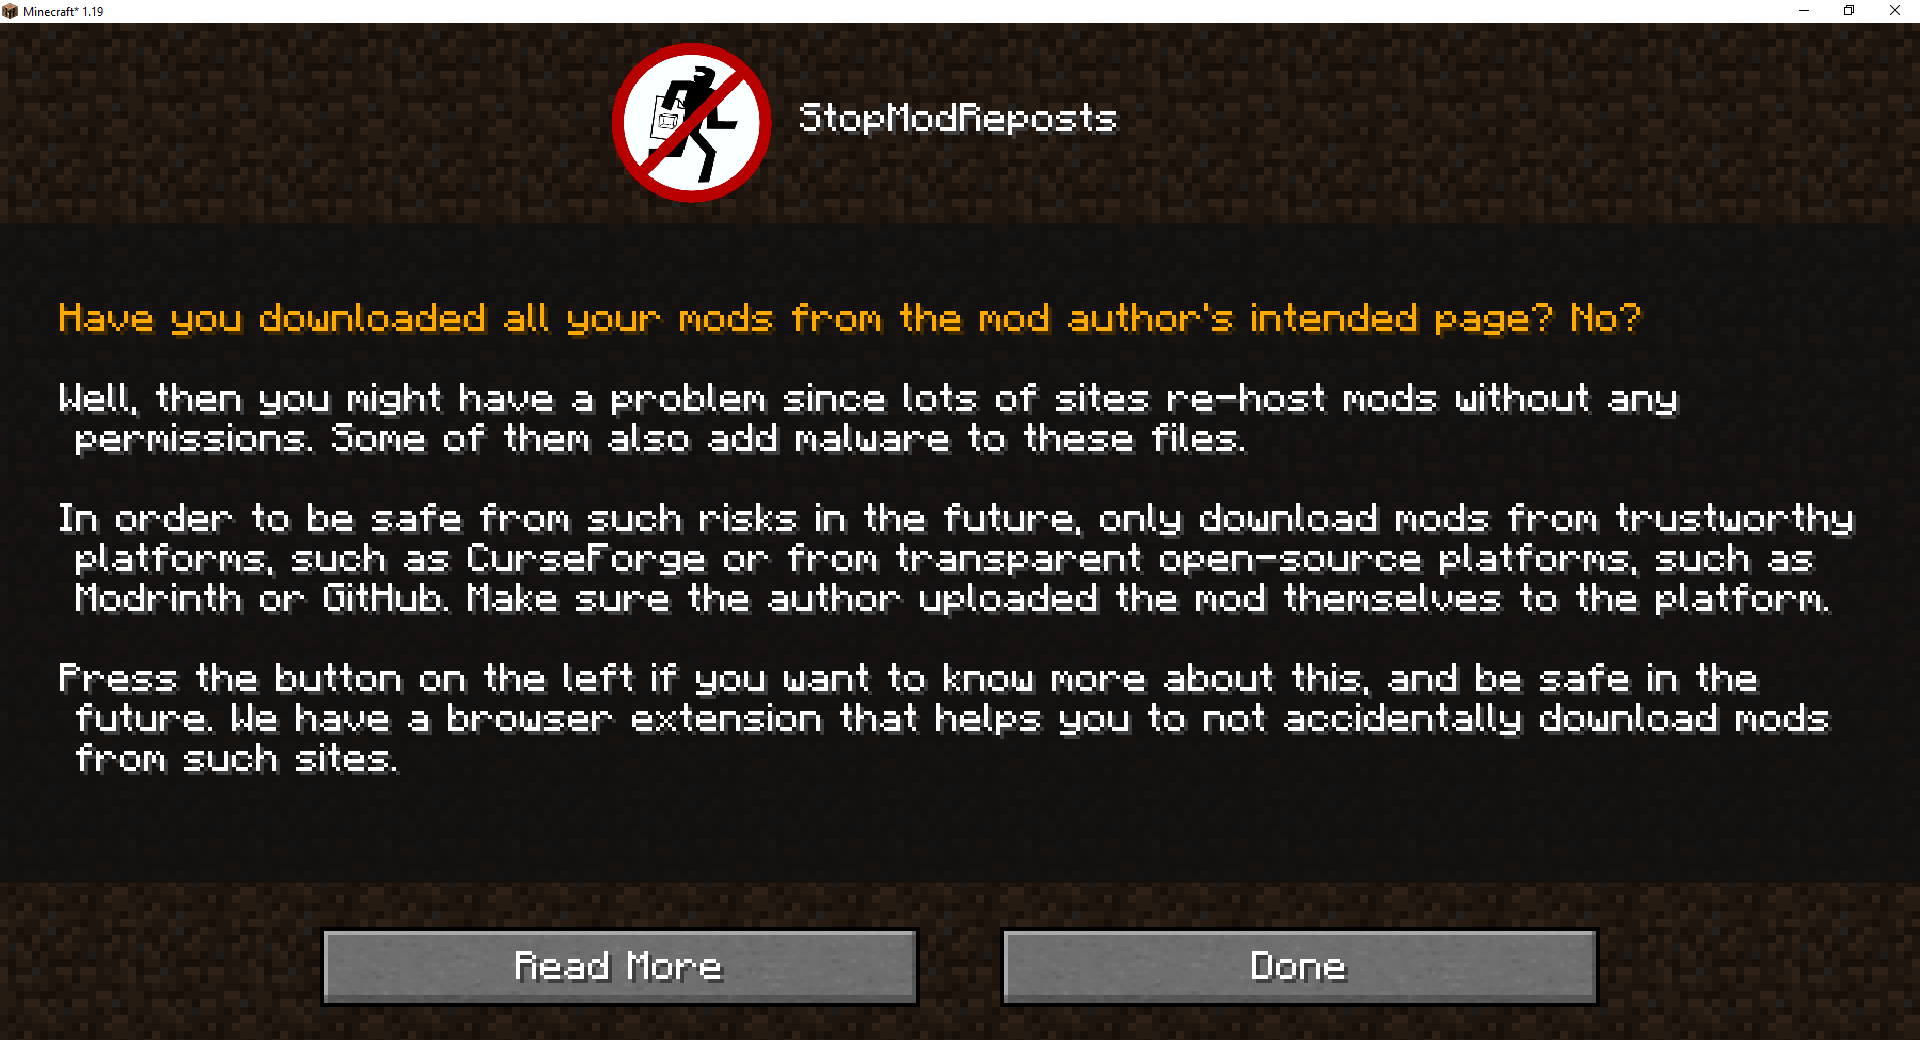 Minecraft* 1.19
StopModReposts
Have you downloaded all your mods from the mod author's intended page? No?
Well, then you might have a problem since lots of sites re-host mods without any
permissions. Some of them also add malware to these files.
In order to be safe from such risks in the future, only download mods from trustworthy
platforms, such as CurseForge or from transparent open-source platforms, such as
Modrinth or GitHub. Make sure the author uploaded the mod themselves to the platform.
Press the button on the left if you want to know more about this, and be safe in the
future. We have a browser extension that helps you to not accidentally download mods
from such sites.
Read More
Done